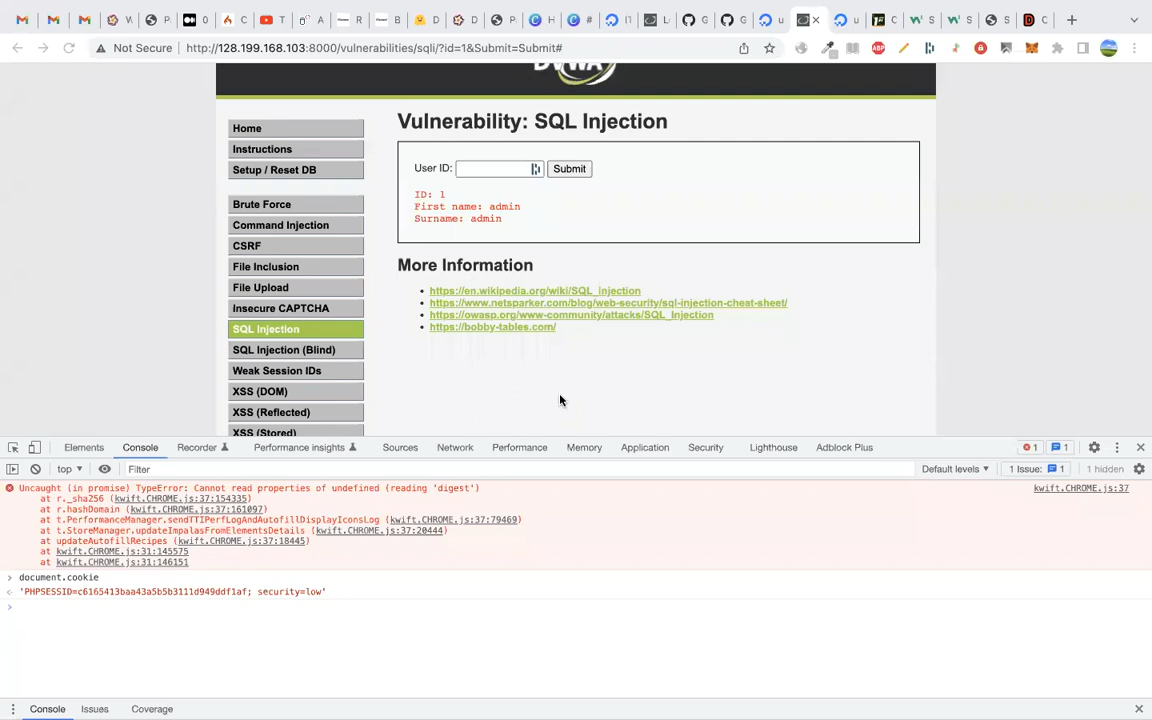 M M M R P 0 C T A R B D P C # I L G G u u F C S S S C
Not Secure http://128.199.168.103:8000/vulnerabilities/sqli/?id=1&Submit=Submit#
DVWA
Home
Instructions
Setup / Reset DB
Brute Force
Command Injection
CSRF
File Inclusion
File Upload
Insecure CAPTCHA
SQL Injection
SQL Injection (Blind)
Weak Session IDs
XSS (DOM)
XSS (Reflected)
XSS (Stored)
Vulnerability: SQL Injection
User ID: Submit
ID: 1
First name: admin
Surname: admin
More Information
https://en.wikipedia.org/wiki/SQL_injection
https://www.netsparker.com/blog/web-security/sql-injection-cheat-sheet/
https://owasp.org/www-community/attacks/SQL_Injection
https://bobby-tables.com/
Elements Console Recorder Performance insights Sources Network Performance Memory Application Security Lighthouse Adblock Plus 1 1
top Filter Default levels 1 Issue: 1 1 hidden
Uncaught (in promise) TypeError: Cannot read properties of undefined (reading 'digest') kwift.CHROME.js:37
at r._sha256 (kwift.CHROME.js:37:154335)
at r.hashDomain (kwift.CHROME.js:37:161097)
at t.PerformanceManager.sendTTIPerfLogAndAutofillDisplayIconsLog (kwift.CHROME.js:37:79469)
at t.StoreManager.updateImpalasFromElementsDetails (kwift.CHROME.js:37:20444)
at updateAutofillRecipes (kwift.CHROME.js:37:18445)
at kwift.CHROME.js:31:145575
at kwift.CHROME.js:31:146151
> document.cookie
'PHPSESSID=c6165413baa43a5b5b3111d949ddf1af; security=low'
>
Console Issues Coverage